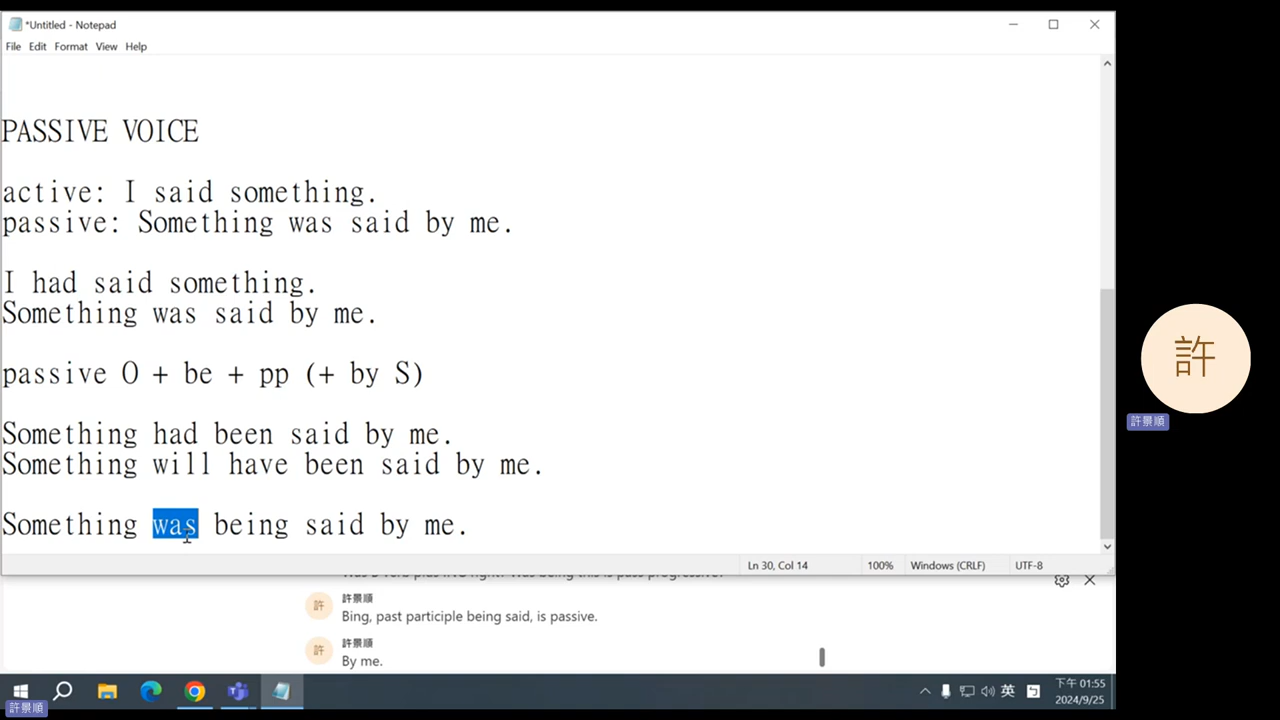 *Untitled - Notepad
File Edit Format View Help
PASSIVE VOICE
active: I said something.
passive: Something was said by me.
I had said something.
Something was said by me.
passive O + be + pp (+ by S)
Something had been said by me.
Something will have been said by me.
Something was being said by me.
Ln 30, Col 14 100% Windows (CRLF) UTF-8
許景順
許 Bing, past participle being said, is passive.
許景順
許 By me.
許
許景順
英
下午 01:55
2024/9/25
許景順